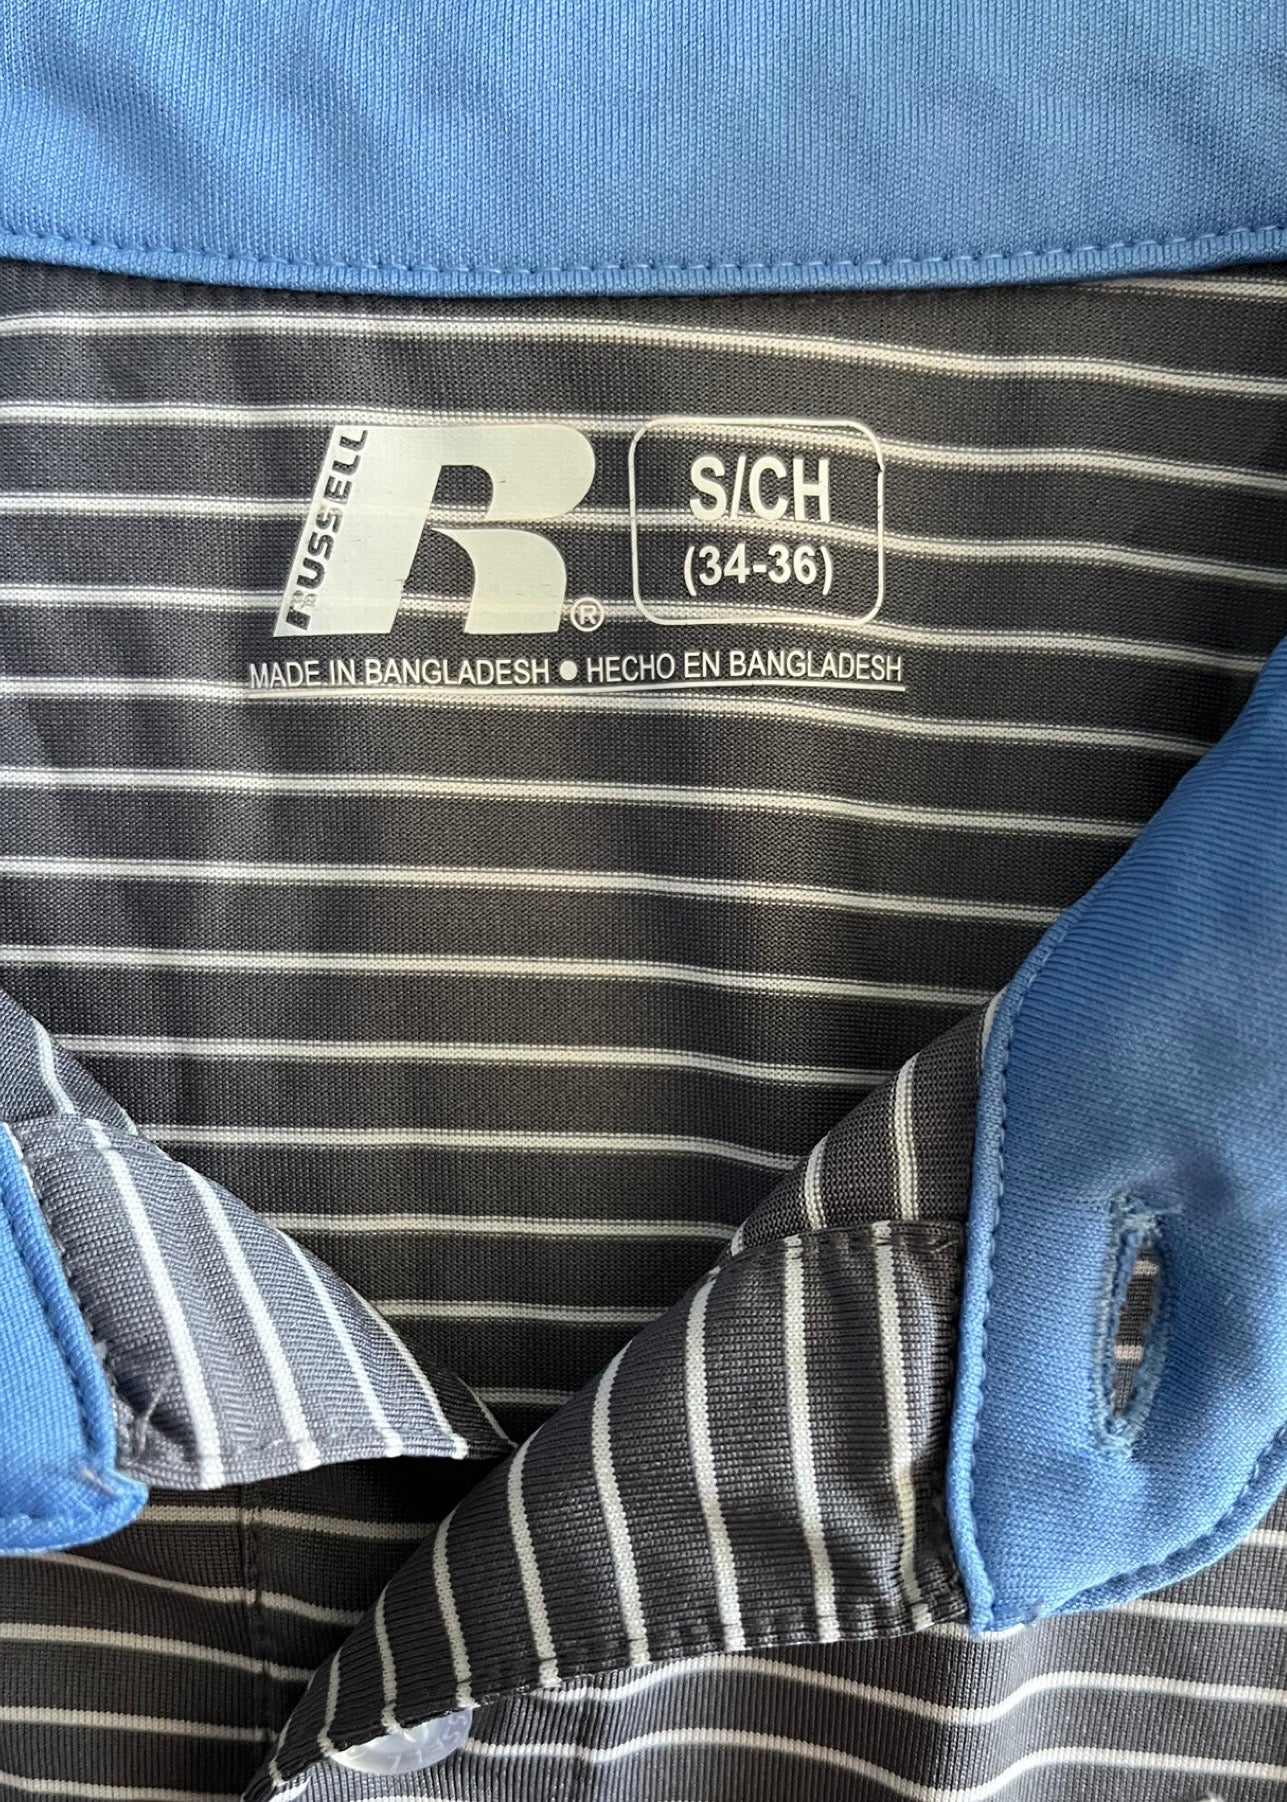 RUSSELL
R®
S/CH
(34-36)
MADE IN BANGLADESH ● HECHO EN BANGLADESH